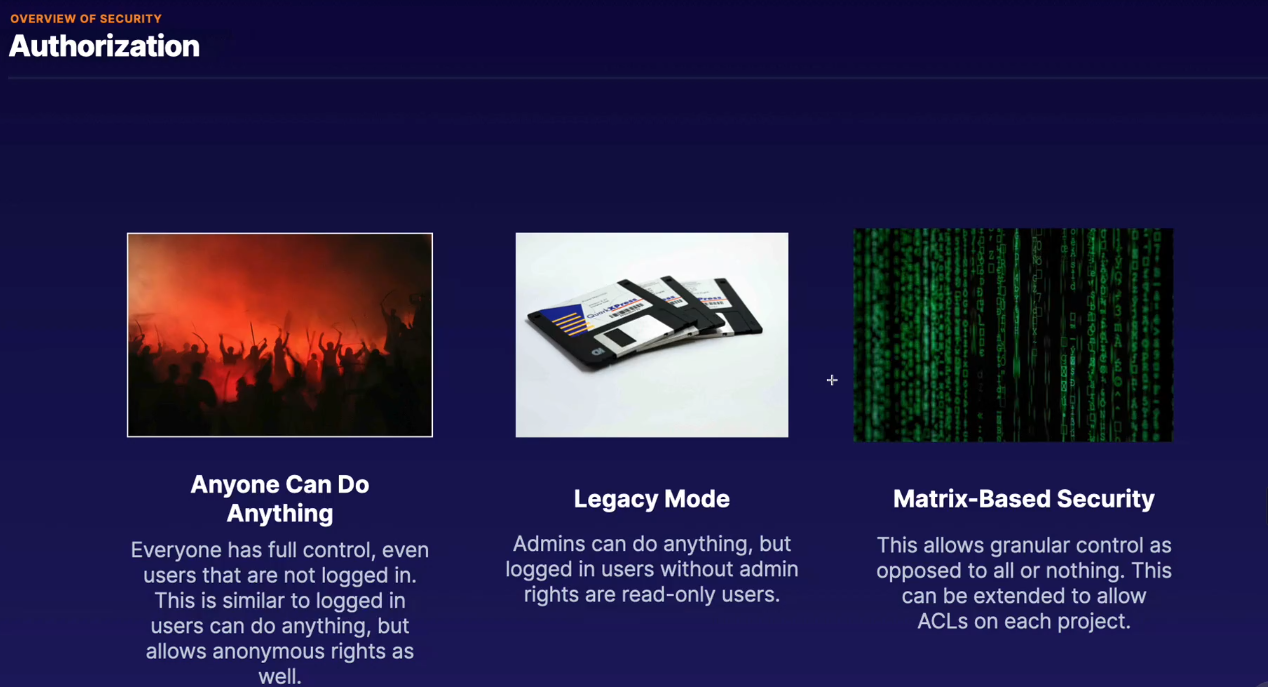 OVERVIEW OF SECURITY
Authorization
QuarkXPress
Anyone Can Do
Anything
Everyone has full control, even
users that are not logged in.
This is similar to logged in
users can do anything, but
allows anonymous rights as
well.
Legacy Mode
Admins can do anything, but
logged in users without admin
rights are read-only users.
Matrix-Based Security
This allows granular control as
opposed to all or nothing. This
can be extended to allow
ACLs on each project.